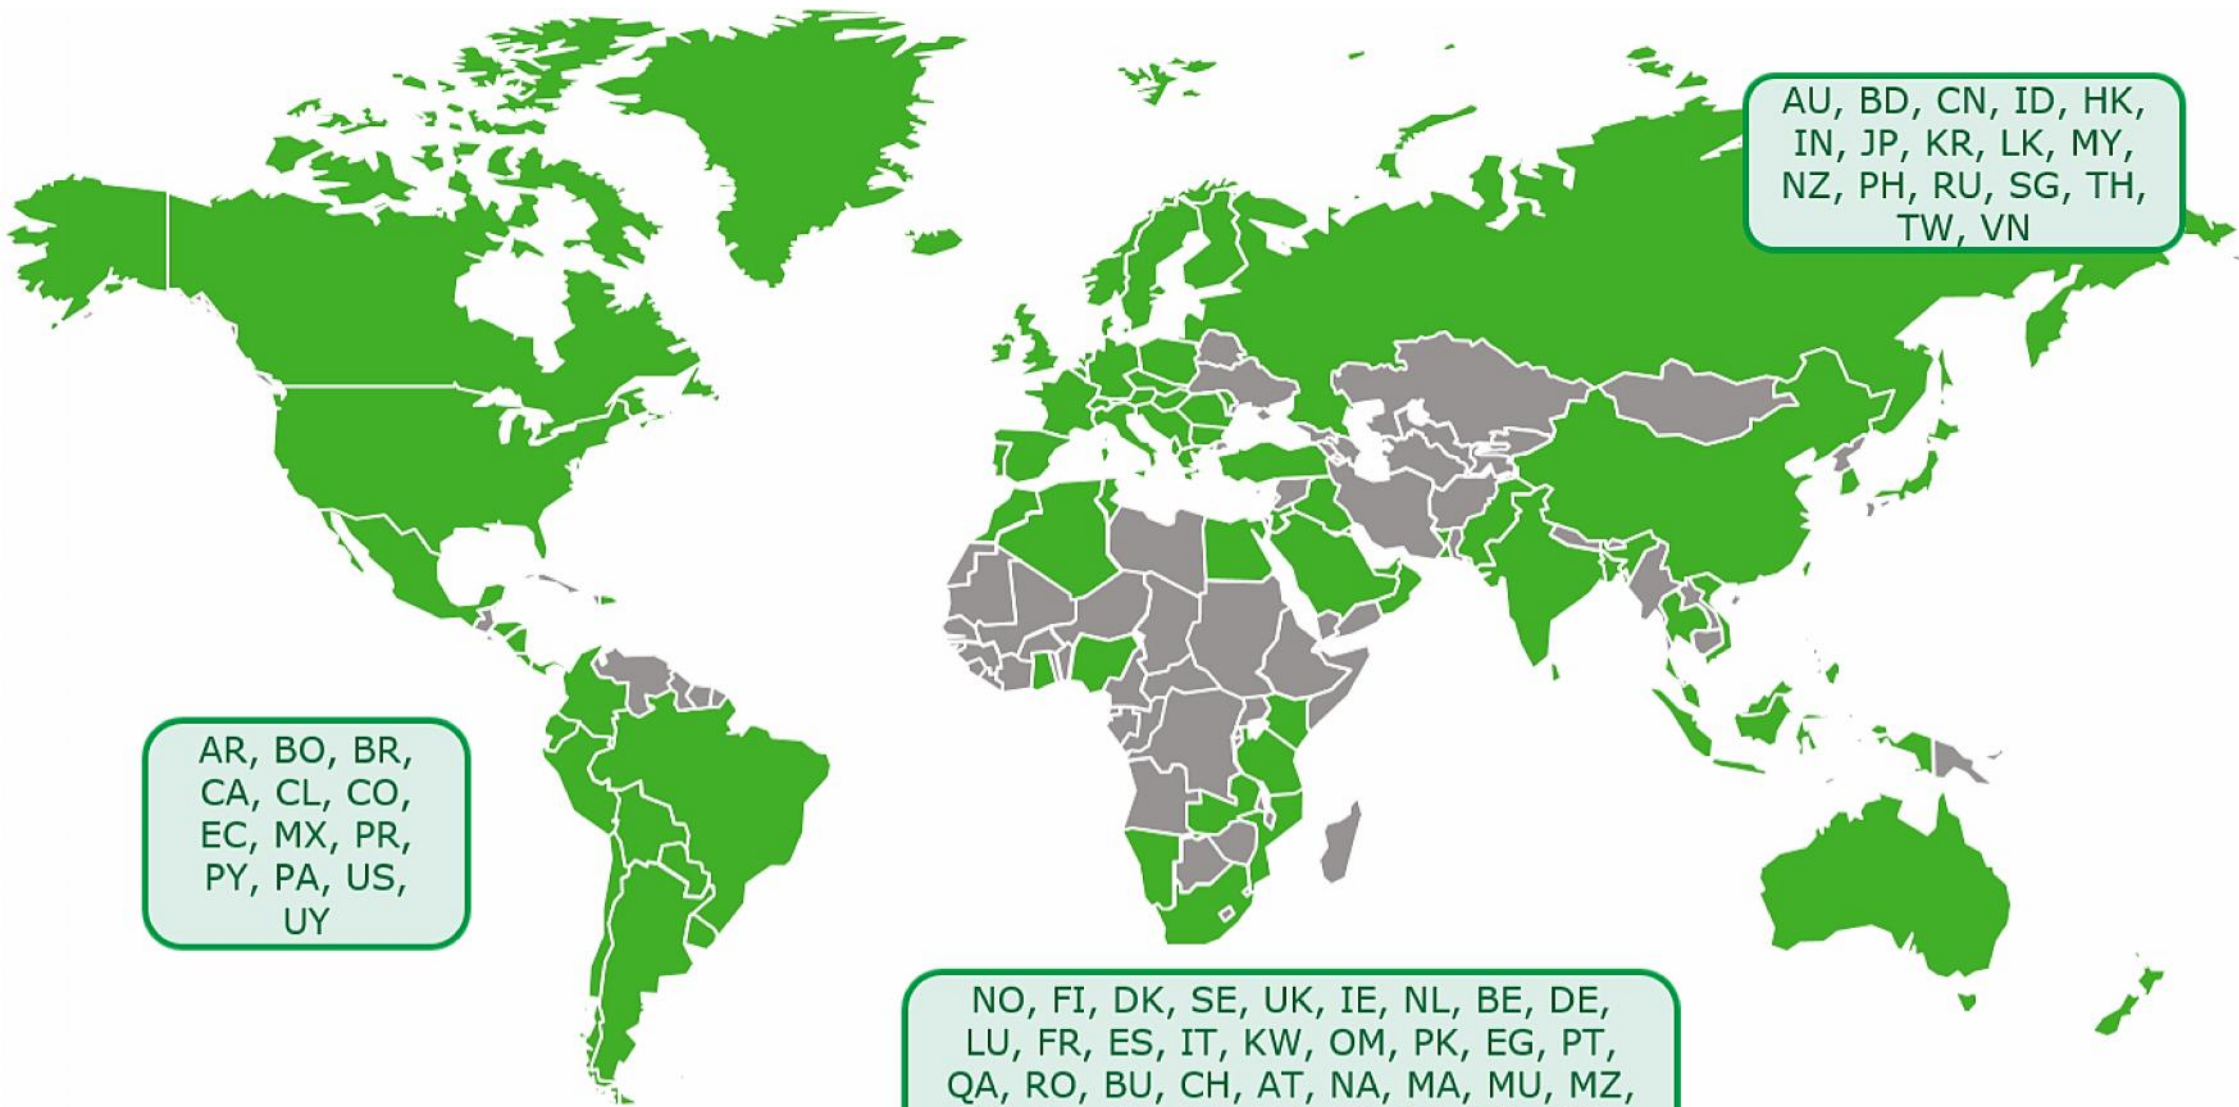 AU, BD, CN, ID, HK,
IN, JP, KR, LK, MY,
NZ, PH, RU, SG, TH,
TW, VN
AR, BO, BR,
CA, CL, CO,
EC, MX, PR,
PY, PA, US,
UY
NO, FI, DK, SE, UK, IE, NL, BE, DE,
LU, FR, ES, IT, KW, OM, PK, EG, PT,
QA, RO, BU, CH, AT, NA, MA, MU, MZ,